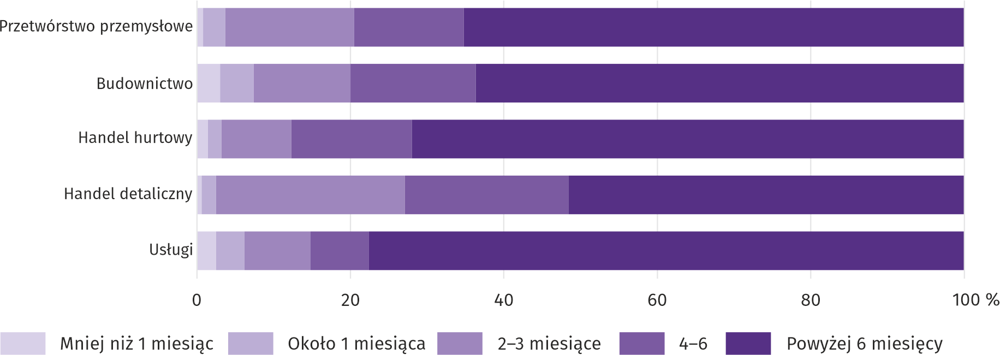 Przetwórstwo przemysłowe
Budownictwo
Handel hurtowy
Handel detaliczny
Usługi
0 20 40 60 80 100 %
Mniej niż 1 miesiąc Około 1 miesiąca 2–3 miesiące 4–6 Powyżej 6 miesięcy